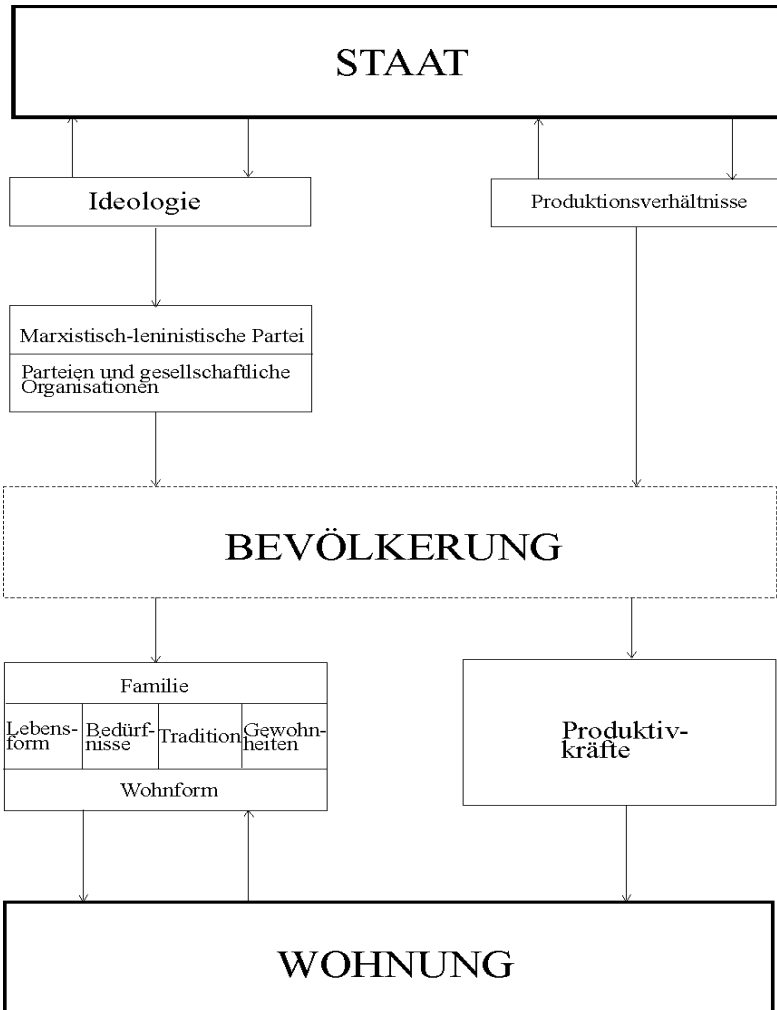 STAAT
Ideologie
Produktionsverhältnisse
Marxistisch-leninistische Partei
Parteien und gesellschaftliche
Organisationen
BEVÖLKERUNG
Familie
Lebens-
form
Bedürf-
nisse
Tradition
Gewohn-
heiten
Wohnform
Produktiv-
kräfte
WOHNUNG